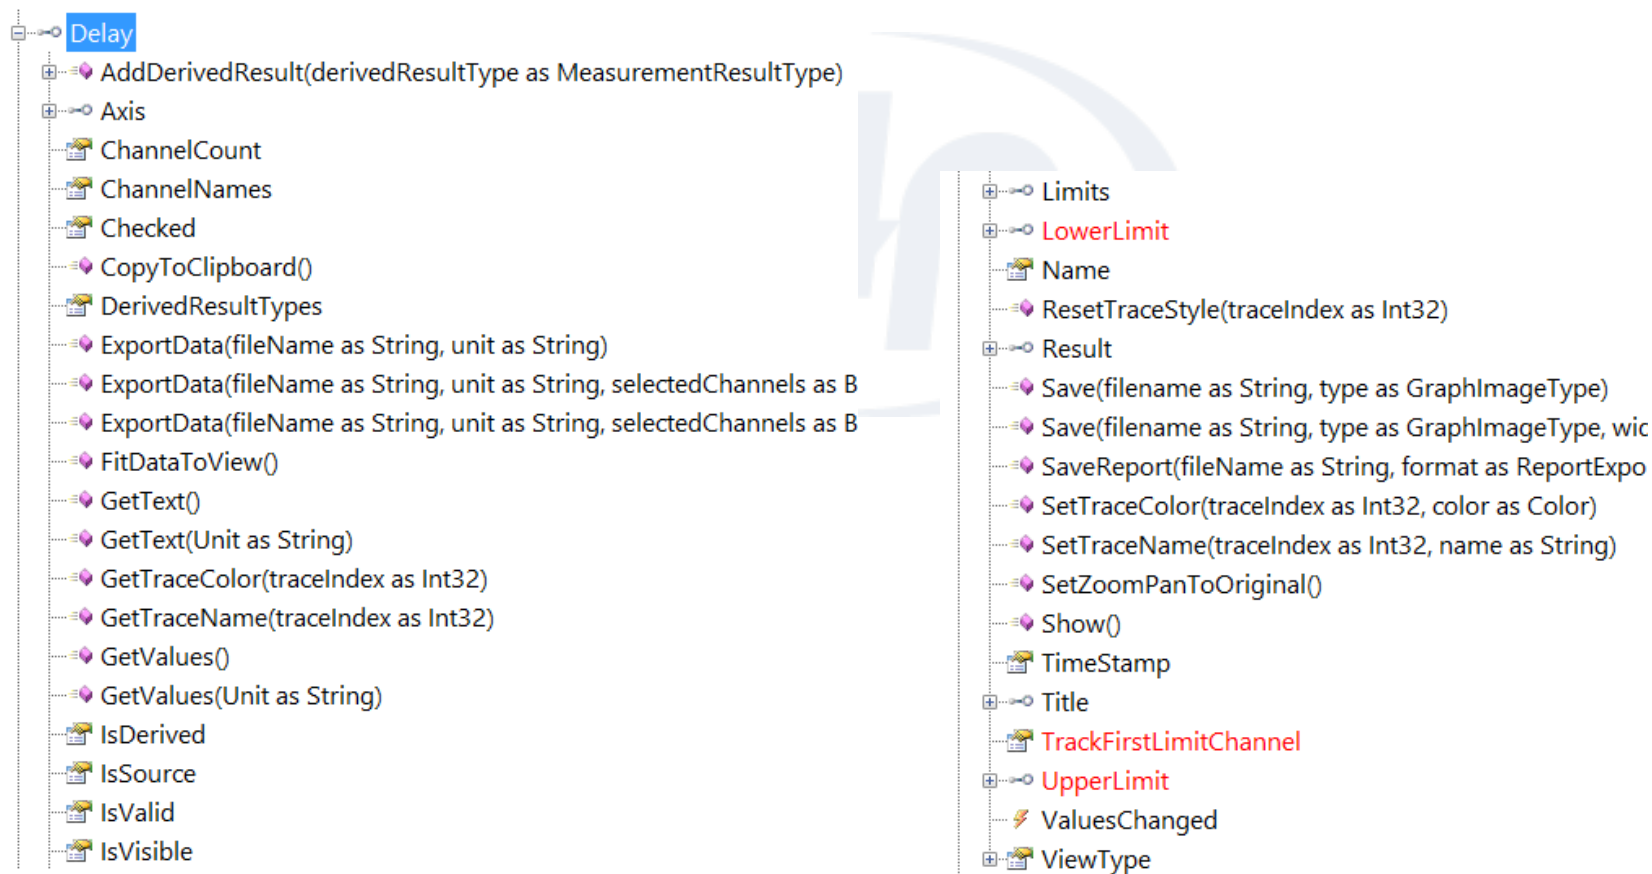 Delay
AddDerivedResult(derivedResultType as MeasurementResultType)
Axis
ChannelCount
ChannelNames
Checked
CopyToClipboard()
DerivedResultTypes
ExportData(fileName as String, unit as String)
ExportData(fileName as String, unit as String, selectedChannels as B
ExportData(fileName as String, unit as String, selectedChannels as B
FitDataToView()
GetText()
GetText(Unit as String)
GetTraceColor(traceIndex as Int32)
GetTraceName(traceIndex as Int32)
GetValues()
GetValues(Unit as String)
IsDerived
IsSource
IsValid
IsVisible
Limits
LowerLimit
Name
ResetTraceStyle(traceIndex as Int32)
Result
Save(filename as String, type as GraphImageType)
Save(filename as String, type as GraphImageType, wic
SaveReport(fileName as String, format as ReportExpo
SetTraceColor(traceIndex as Int32, color as Color)
SetTraceName(traceIndex as Int32, name as String)
SetZoomPanToOriginal()
Show()
TimeStamp
Title
TrackFirstLimitChannel
UpperLimit
ValuesChanged
ViewType